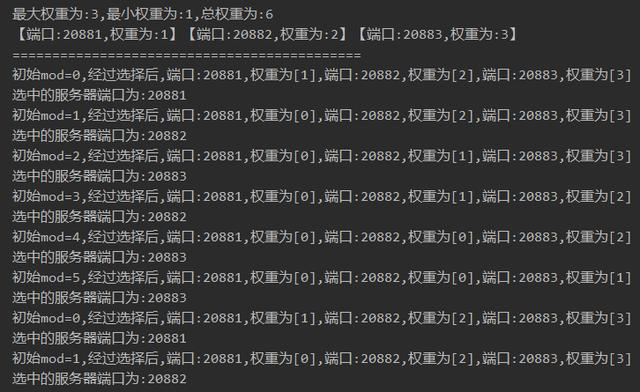 最大权重为:3,最小权重为:1,总权重为:6
【端口:20881,权重为:1】【端口:20882,权重为:2】【端口:20883,权重为:3】
============================================
初始mod=0,经过选择后,端口:20881,权重为[1],端口:20882,权重为[2],端口:20883,权重为[3]
选中的服务器端口为:20881
初始mod=1,经过选择后,端口:20881,权重为[0],端口:20882,权重为[2],端口:20883,权重为[3]
选中的服务器端口为:20882
初始mod=2,经过选择后,端口:20881,权重为[0],端口:20882,权重为[1],端口:20883,权重为[3]
选中的服务器端口为:20883
初始mod=3,经过选择后,端口:20881,权重为[0],端口:20882,权重为[1],端口:20883,权重为[2]
选中的服务器端口为:20882
初始mod=4,经过选择后,端口:20881,权重为[0],端口:20882,权重为[0],端口:20883,权重为[2]
选中的服务器端口为:20883
初始mod=5,经过选择后,端口:20881,权重为[0],端口:20882,权重为[0],端口:20883,权重为[1]
选中的服务器端口为:20883
初始mod=0,经过选择后,端口:20881,权重为[1],端口:20882,权重为[2],端口:20883,权重为[3]
选中的服务器端口为:20881
初始mod=1,经过选择后,端口:20881,权重为[0],端口:20882,权重为[2],端口:20883,权重为[3]
选中的服务器端口为:20882